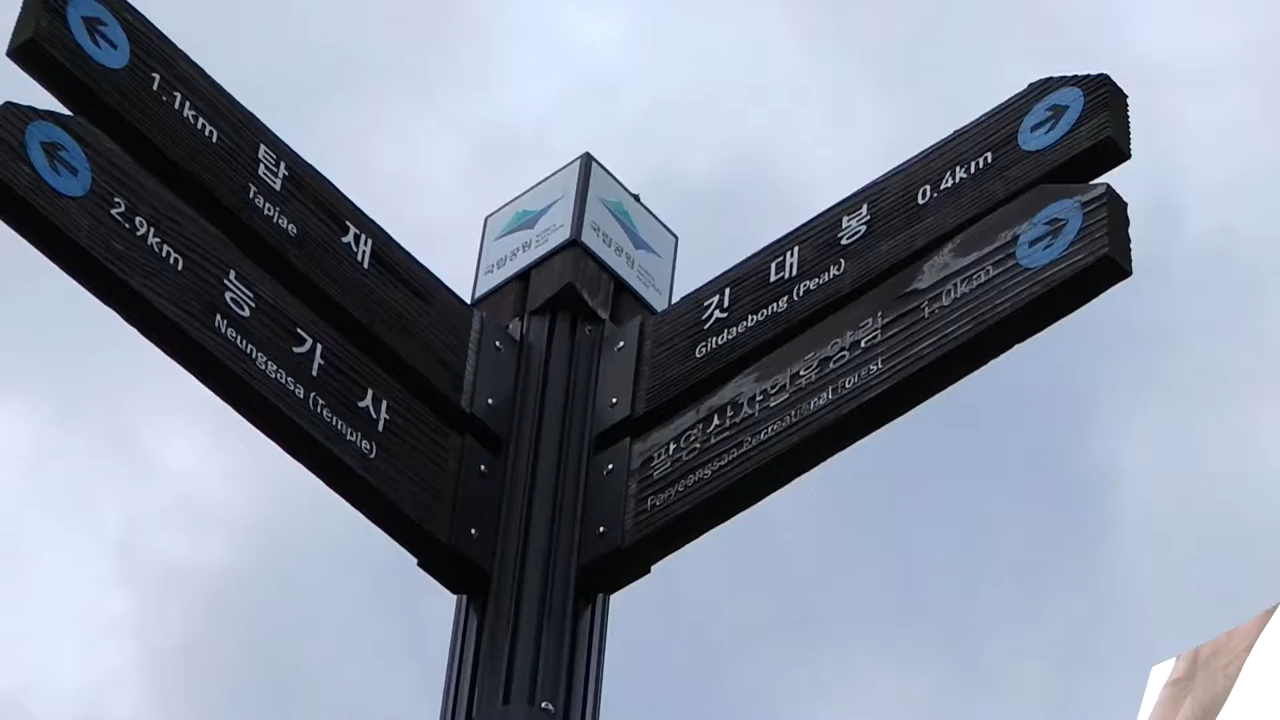 1.1km
탑 재
Tapjae
2.9km
능 가 사
Neunggasa (Temple)
국립공원
국립공원
깃 대 봉
0.4km
Gitdaebong (Peak)
팔영산자연휴양림
1.0km
Paryeongsan Recreational Forest